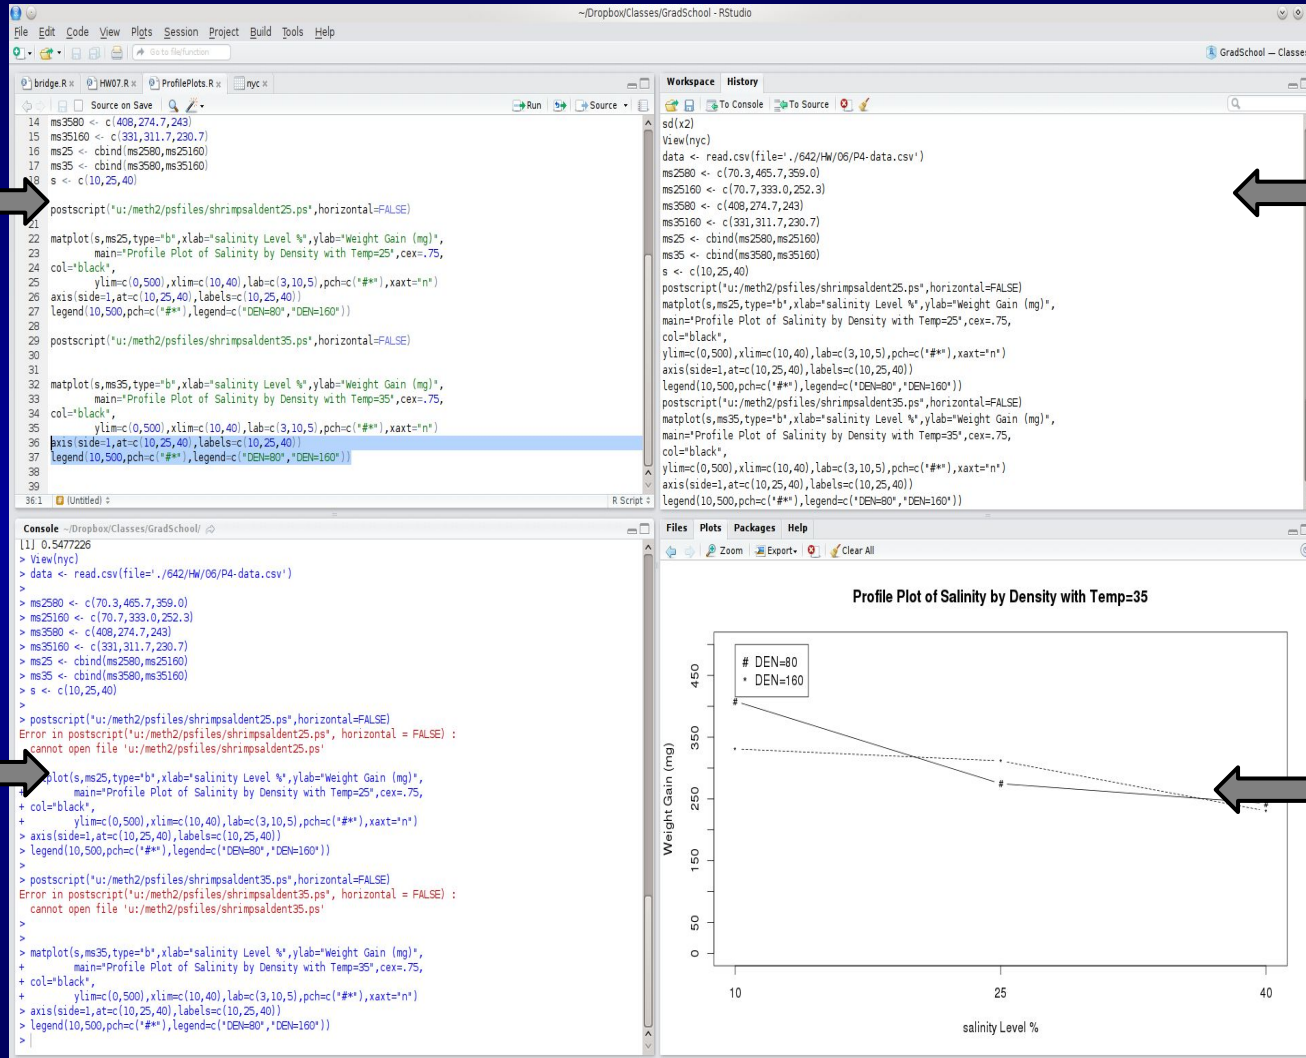 ~/Dropbox/Classes/GradSchool - RStudio
File Edit Code View Plots Session Project Build Tools Help
Go to file/function
GradSchool — Classes
bridge.R × HW07.R × ProfilePlots.R × nyc ×
Source on Save Run Source
14 ms3580 <- c(408,274.7,243)
15 ms35160 <- c(331,311.7,230.7)
16 ms25 <- cbind(ms2580,ms25160)
17 ms35 <- cbind(ms3580,ms35160)
18 s <- c(10,25,40)
postscript("u:/meth2/psfiles/shrimpsaldent25.ps",horizontal=FALSE)
21
22 matplot(s,ms25,type="b",xlab="salinity Level %",ylab="Weight Gain (mg)",
23 main="Profile Plot of Salinity by Density with Temp=25",cex=.75,
24 col="black",
25 ylim=c(0,500),xlim=c(10,40),lab=c(3,10,5),pch=c("#*"),xaxt="n")
26 axis(side=1,at=c(10,25,40),labels=c(10,25,40))
27 legend(10,500,pch=c("#*"),legend=c("DEN=80","DEN=160"))
28
29 postscript("u:/meth2/psfiles/shrimpsaldent35.ps",horizontal=FALSE)
30
31
32 matplot(s,ms35,type="b",xlab="salinity Level %",ylab="Weight Gain (mg)",
33 main="Profile Plot of Salinity by Density with Temp=35",cex=.75,
34 col="black",
35 ylim=c(0,500),xlim=c(10,40),lab=c(3,10,5),pch=c("#*"),xaxt="n")
36 axis(side=1,at=c(10,25,40),labels=c(10,25,40))
37 legend(10,500,pch=c("#*"),legend=c("DEN=80","DEN=160"))
38
39
36:1 (Untitled) R Script
Workspace History
To Console To Source
sd(x2)
View(nyc)
data <- read.csv(file='./642/HW/06/P4-data.csv')
ms2580 <- c(70.3,465.7,359.0)
ms25160 <- c(70.7,333.0,252.3)
ms3580 <- c(408,274.7,243)
ms35160 <- c(331,311.7,230.7)
ms25 <- cbind(ms2580,ms25160)
ms35 <- cbind(ms3580,ms35160)
s <- c(10,25,40)
postscript("u:/meth2/psfiles/shrimpsaldent25.ps",horizontal=FALSE)
matplot(s,ms25,type="b",xlab="salinity Level %",ylab="Weight Gain (mg)",
main="Profile Plot of Salinity by Density with Temp=25",cex=.75,
col="black",
ylim=c(0,500),xlim=c(10,40),lab=c(3,10,5),pch=c("#*"),xaxt="n")
axis(side=1,at=c(10,25,40),labels=c(10,25,40))
legend(10,500,pch=c("#*"),legend=c("DEN=80","DEN=160"))
postscript("u:/meth2/psfiles/shrimpsaldent35.ps",horizontal=FALSE)
matplot(s,ms35,type="b",xlab="salinity Level %",ylab="Weight Gain (mg)",
main="Profile Plot of Salinity by Density with Temp=35",cex=.75,
col="black",
ylim=c(0,500),xlim=c(10,40),lab=c(3,10,5),pch=c("#*"),xaxt="n")
axis(side=1,at=c(10,25,40),labels=c(10,25,40))
legend(10,500,pch=c("#*"),legend=c("DEN=80","DEN=160"))
Console ~/Dropbox/Classes/GradSchool/
[1] 0.5477226
> View(nyc)
> data <- read.csv(file='./642/HW/06/P4-data.csv')
>
> ms2580 <- c(70.3,465.7,359.0)
> ms25160 <- c(70.7,333.0,252.3)
> ms3580 <- c(408,274.7,243)
> ms35160 <- c(331,311.7,230.7)
> ms25 <- cbind(ms2580,ms25160)
> ms35 <- cbind(ms3580,ms35160)
> s <- c(10,25,40)
>
> postscript("u:/meth2/psfiles/shrimpsaldent25.ps",horizontal=FALSE)
Error in postscript("u:/meth2/psfiles/shrimpsaldent25.ps", horizontal = FALSE) :
cannot open file 'u:/meth2/psfiles/shrimpsaldent25.ps'
plot(s,ms25,type="b",xlab="salinity Level %",ylab="Weight Gain (mg)",
+ main="Profile Plot of Salinity by Density with Temp=25",cex=.75,
+ col="black",
+ ylim=c(0,500),xlim=c(10,40),lab=c(3,10,5),pch=c("#*"),xaxt="n")
> axis(side=1,at=c(10,25,40),labels=c(10,25,40))
> legend(10,500,pch=c("#*"),legend=c("DEN=80","DEN=160"))
>
> postscript("u:/meth2/psfiles/shrimpsaldent35.ps",horizontal=FALSE)
Error in postscript("u:/meth2/psfiles/shrimpsaldent35.ps", horizontal = FALSE) :
cannot open file 'u:/meth2/psfiles/shrimpsaldent35.ps'
>
>
> matplot(s,ms35,type="b",xlab="salinity Level %",ylab="Weight Gain (mg)",
+ main="Profile Plot of Salinity by Density with Temp=35",cex=.75,
+ col="black",
+ ylim=c(0,500),xlim=c(10,40),lab=c(3,10,5),pch=c("#*"),xaxt="n")
> axis(side=1,at=c(10,25,40),labels=c(10,25,40))
> legend(10,500,pch=c("#*"),legend=c("DEN=80","DEN=160"))
>
Files Plots Packages Help
Zoom Export Clear All
Profile Plot of Salinity by Density with Temp=35
# DEN=80
* DEN=160
Weight Gain (mg)
450
350
250
150
50
0
10 25 40
salinity Level %